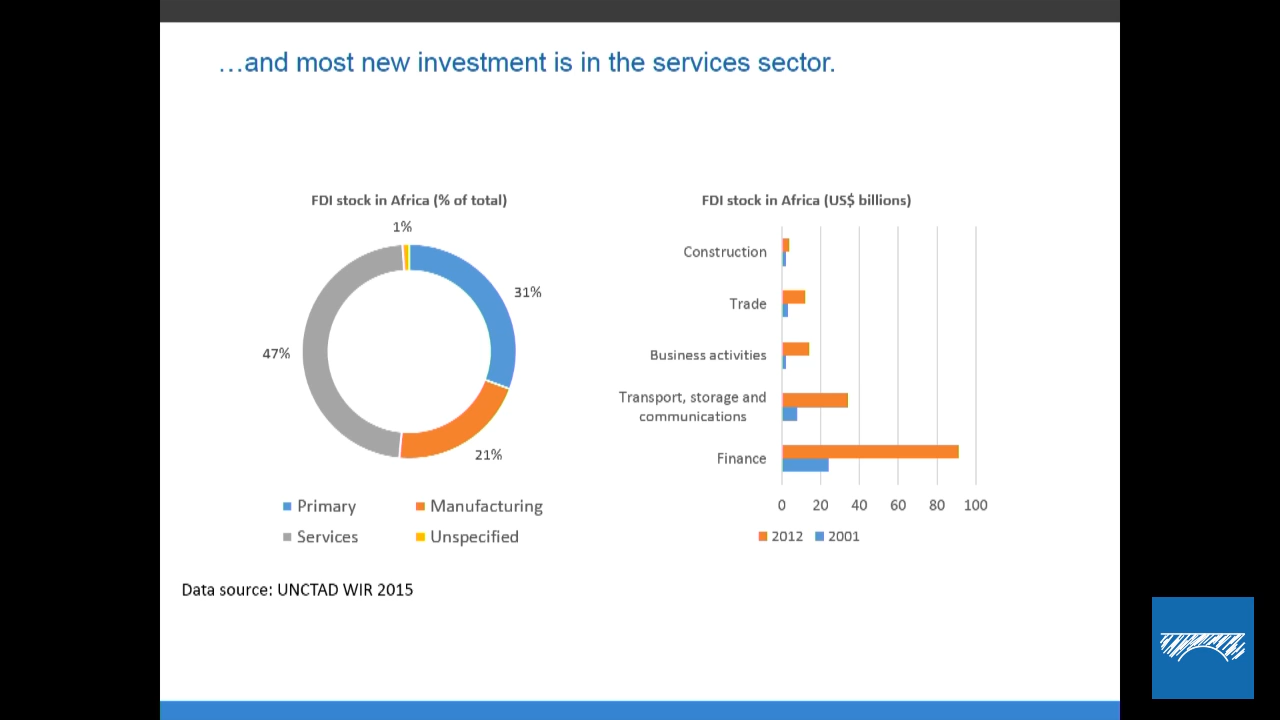 …and most new investment is in the services sector.
FDI stock in Africa (% of total)
1%
31%
47%
21%
Primary
Manufacturing
Services
Unspecified
FDI stock in Africa (US$ billions)
Construction
Trade
Business activities
Transport, storage and
communications
Finance
0 20 40 60 80 100
2012 2001
Data source: UNCTAD WIR 2015